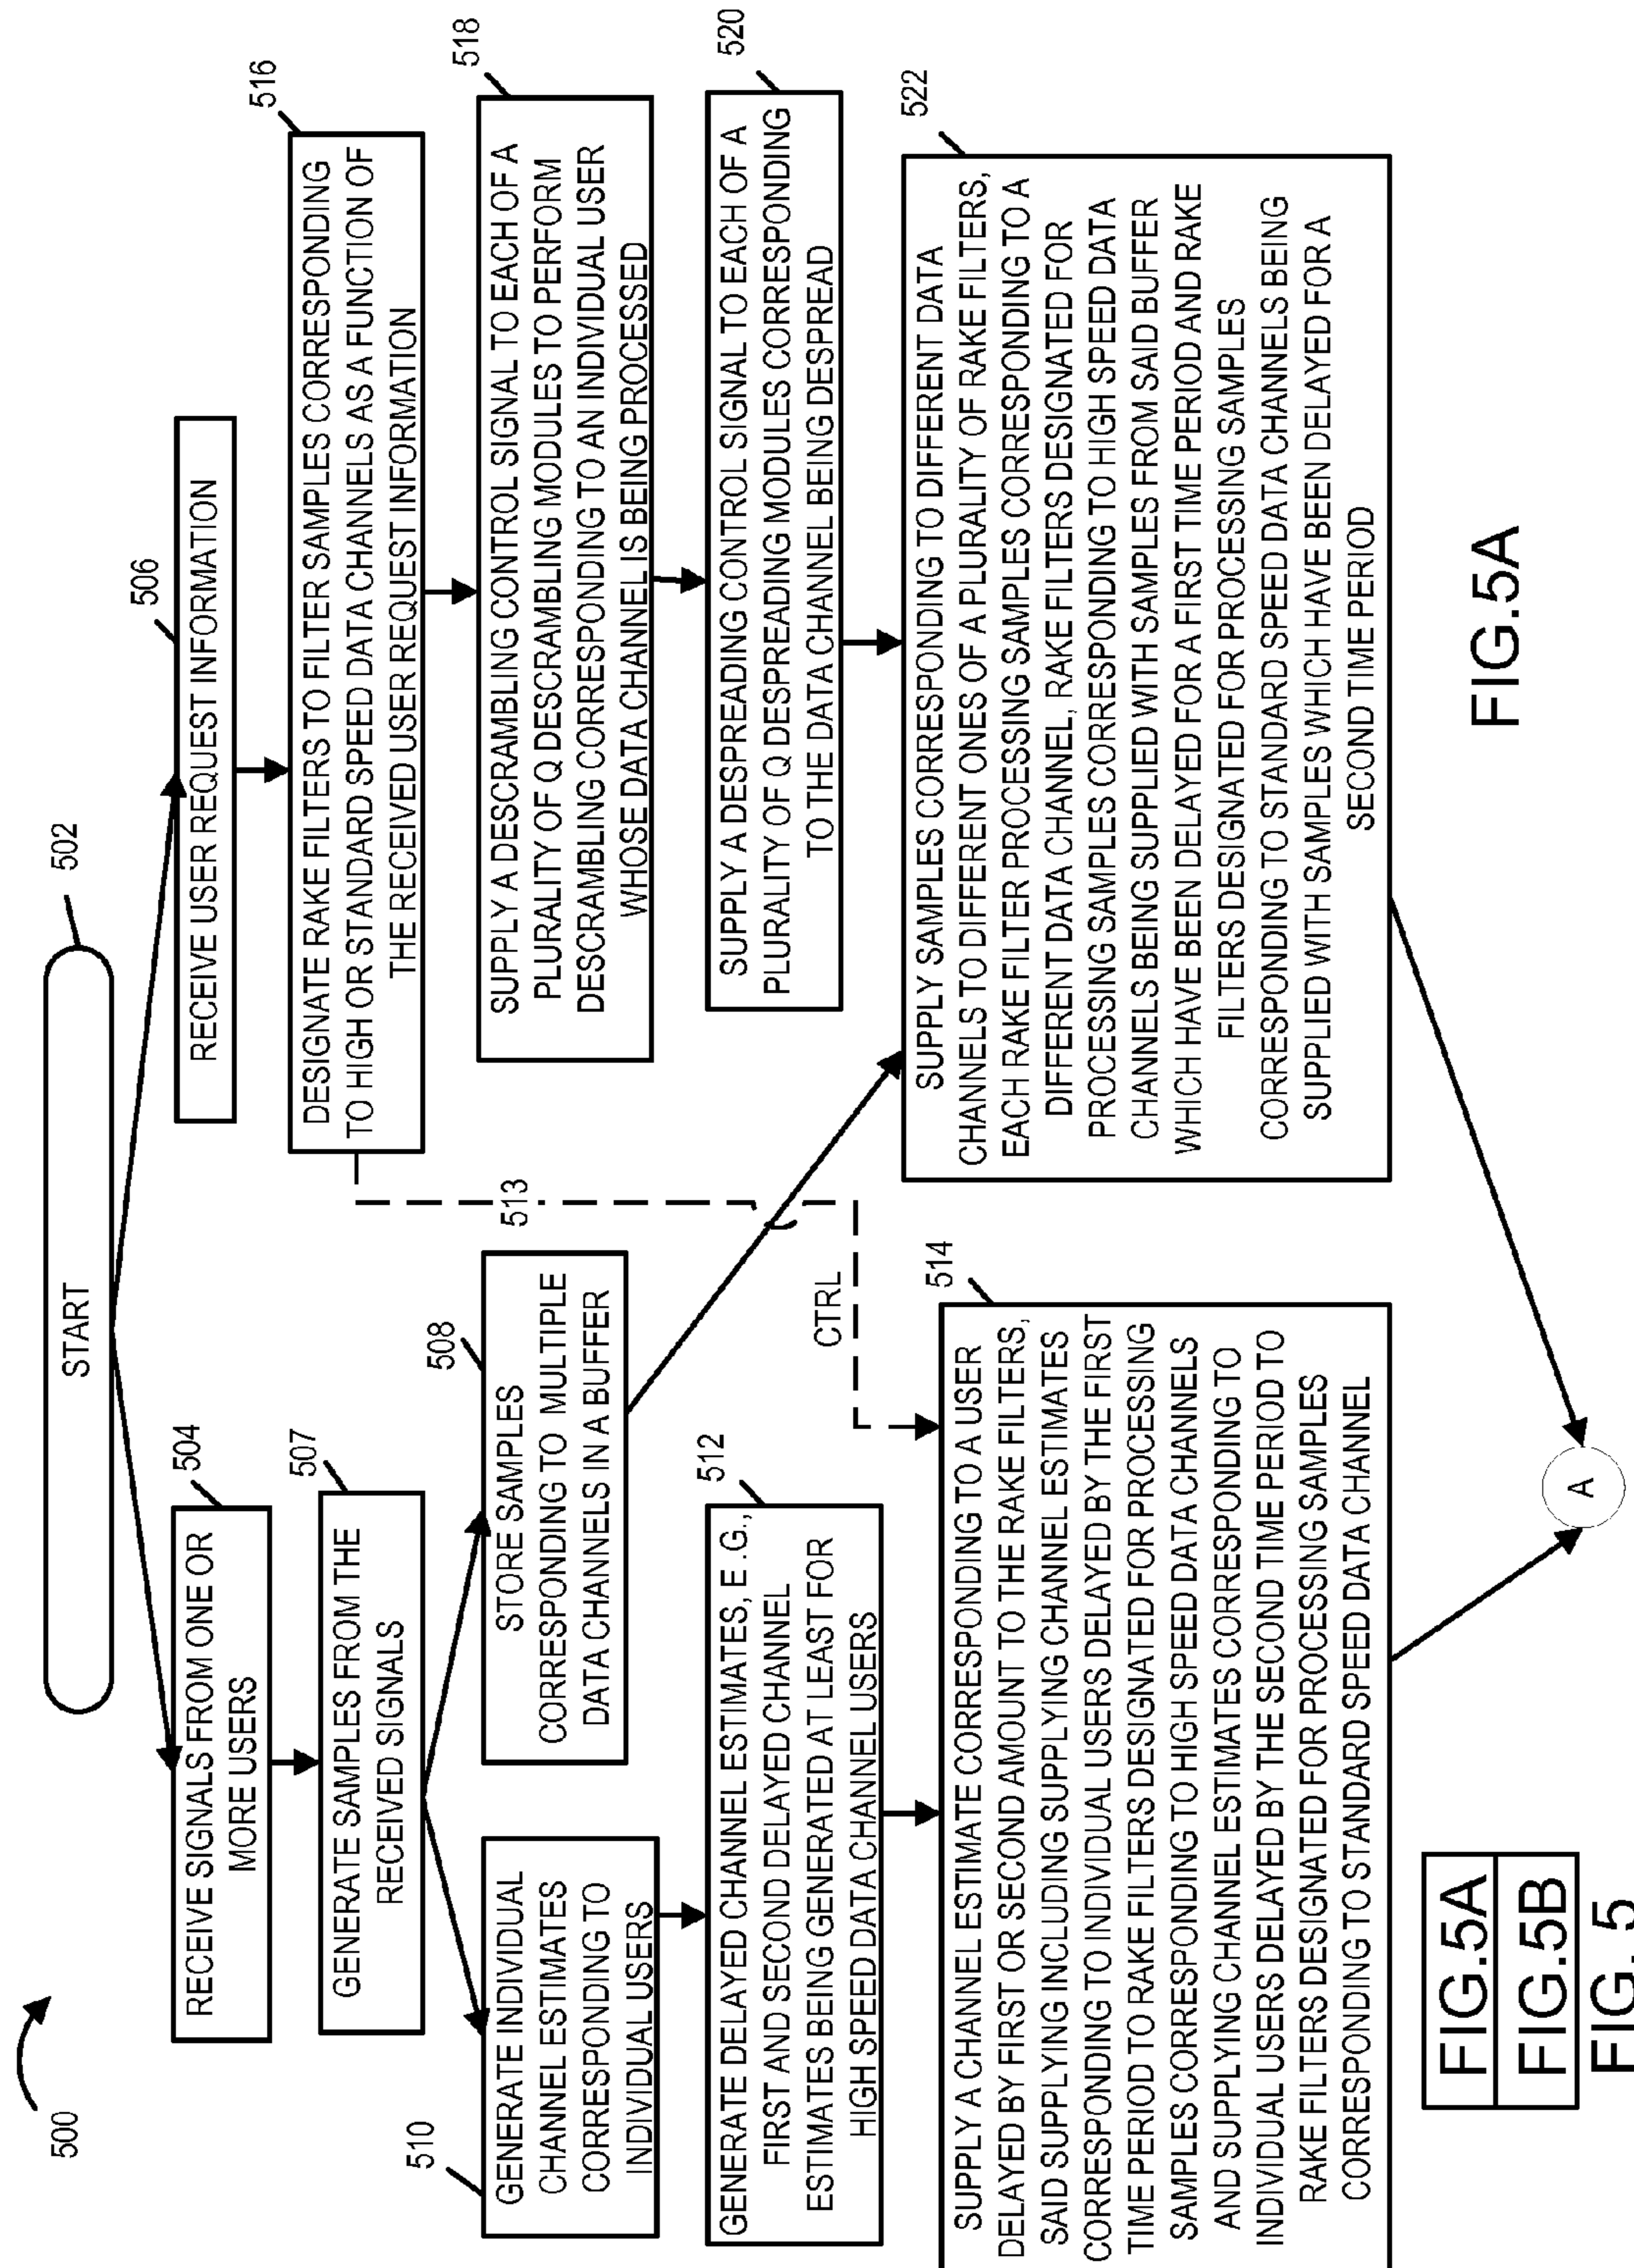 500
START
502
RECEIVE SIGNALS FROM ONE OR
MORE USERS
504
RECEIVE USER REQUEST INFORMATION
506
GENERATE SAMPLES FROM THE
RECEIVED SIGNALS
507
DESIGNATE RAKE FILTERS TO FILTER SAMPLES CORRESPONDING
TO HIGH OR STANDARD SPEED DATA CHANNELS AS A FUNCTION OF
THE RECEIVED USER REQUEST INFORMATION
516
510
GENERATE INDIVIDUAL
CHANNEL ESTIMATES
CORRESPONDING TO
INDIVIDUAL USERS
STORE SAMPLES
CORRESPONDING TO MULTIPLE
DATA CHANNELS IN A BUFFER
508
513
SUPPLY A DESCRAMBLING CONTROL SIGNAL TO EACH OF A
PLURALITY OF Q DESCRAMBLING MODULES TO PERFORM
DESCRAMBLING CORRESPONDING TO AN INDIVIDUAL USER
WHOSE DATA CHANNEL IS BEING PROCESSED
518
GENERATE DELAYED CHANNEL ESTIMATES, E .G.,
FIRST AND SECOND DELAYED CHANNEL
ESTIMATES BEING GENERATED AT LEAST FOR
HIGH SPEED DATA CHANNEL USERS
512
CTRL
SUPPLY A DESPREADING CONTROL SIGNAL TO EACH OF A
PLURALITY OF Q DESPREADING MODULES CORRESPONDING
TO THE DATA CHANNEL BEING DESPREAD
520
SUPPLY A CHANNEL ESTIMATE CORRESPONDING TO A USER
DELAYED BY FIRST OR SECOND AMOUNT TO THE RAKE FILTERS,
SAID SUPPLYING INCLUDING SUPPLYING CHANNEL ESTIMATES
CORRESPONDING TO INDIVIDUAL USERS DELAYED BY THE FIRST
TIME PERIOD TO RAKE FILTERS DESIGNATED FOR PROCESSING
SAMPLES CORRESPONDING TO HIGH SPEED DATA CHANNELS
AND SUPPLYING CHANNEL ESTIMATES CORRESPONDING TO
INDIVIDUAL USERS DELAYED BY THE SECOND TIME PERIOD TO
RAKE FILTERS DESIGNATED FOR PROCESSING SAMPLES
CORRESPONDING TO STANDARD SPEED DATA CHANNEL
514
SUPPLY SAMPLES CORRESPONDING TO DIFFERENT DATA
CHANNELS TO DIFFERENT ONES OF A PLURALITY OF RAKE FILTERS,
EACH RAKE FILTER PROCESSING SAMPLES CORRESPONDING TO A
DIFFERENT DATA CHANNEL, RAKE FILTERS DESIGNATED FOR
PROCESSING SAMPLES CORRESPONDING TO HIGH SPEED DATA
CHANNELS BEING SUPPLIED WITH SAMPLES FROM SAID BUFFER
WHICH HAVE BEEN DELAYED FOR A FIRST TIME PERIOD AND RAKE
FILTERS DESIGNATED FOR PROCESSING SAMPLES
CORRESPONDING TO STANDARD SPEED DATA CHANNELS BEING
SUPPLIED WITH SAMPLES WHICH HAVE BEEN DELAYED FOR A
SECOND TIME PERIOD
522
A
FIG.5A
FIG.5B
FIG. 5
FIG.5A